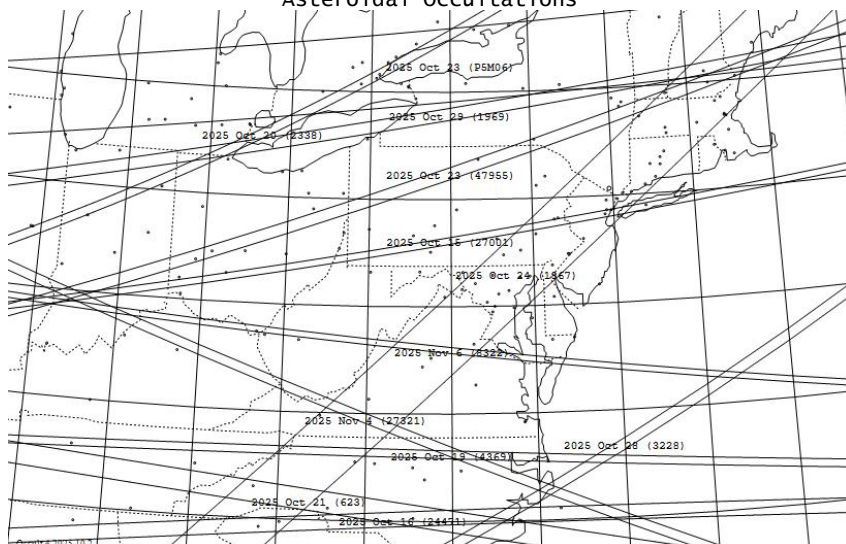 Asteroidal Occultations
2025 Oct 23 (P5M06)
2025 Oct 29 (1969)
2025 Oct 20 (2338)
2025 Oct 23 (47955)
2025 Oct 15 (27001)
2025 Oct 24 (1867)
2025 Nov 6 (8322)
2025 Nov 4 (27321)
2025 Oct 28 (3228)
2025 Oct 19 (4369)
2025 Oct 21 (623)
2025 Oct 16 (24471)